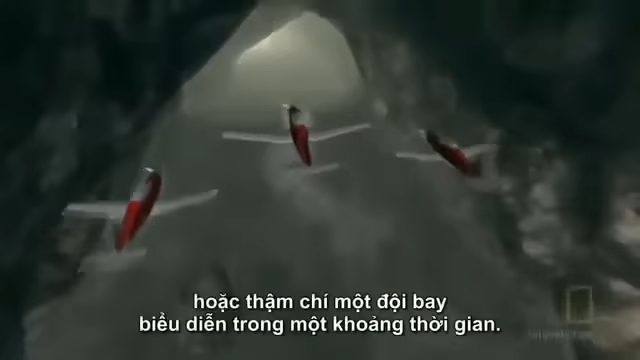 hoặc thậm chí một đội bay
biểu diễn trong một khoảng thời gian.